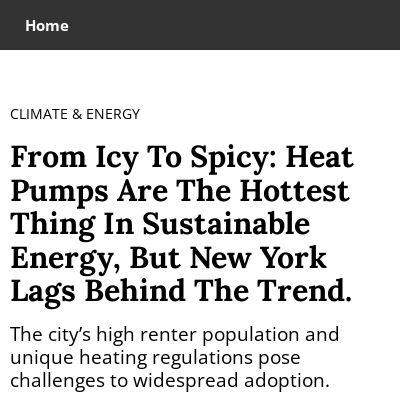 Home
CLIMATE & ENERGY
From Icy To Spicy: Heat
Pumps Are The Hottest
Thing In Sustainable
Energy, But New York
Lags Behind The Trend.
The city’s high renter population and
unique heating regulations pose
challenges to widespread adoption.